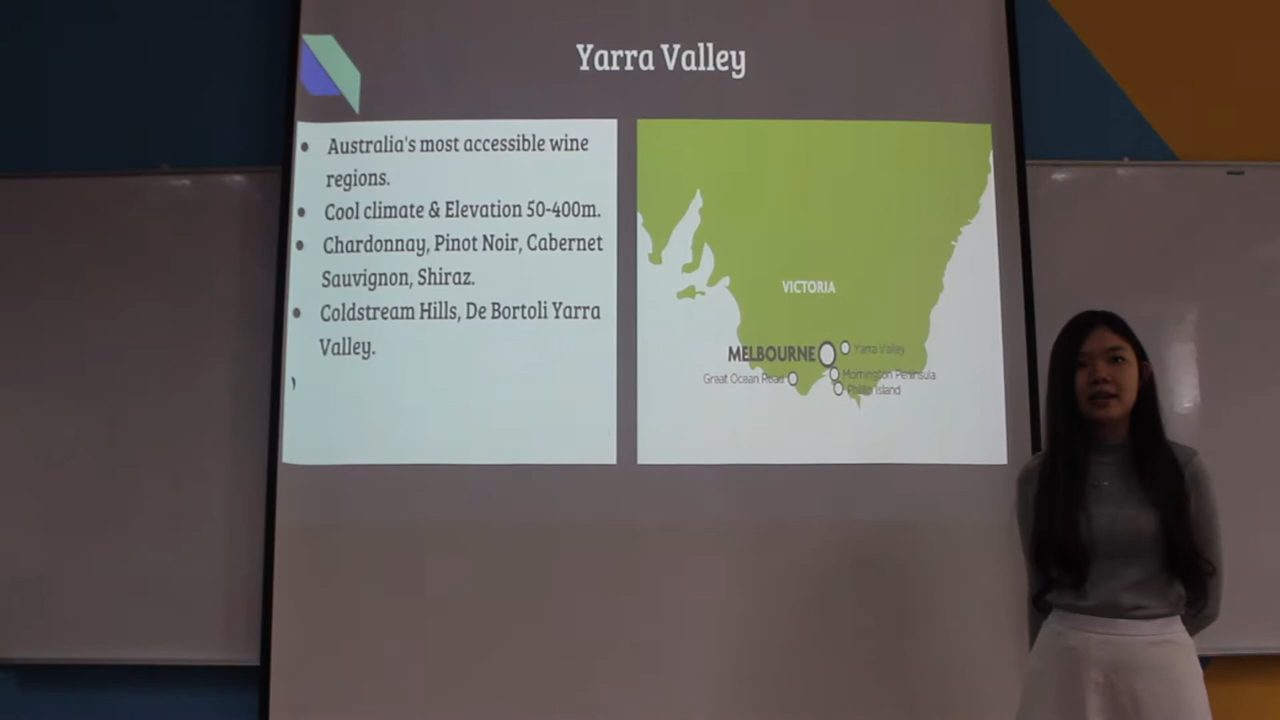 Yarra Valley
Australia's most accessible wine
regions.
Cool climate & Elevation 50-400m.
Chardonnay, Pinot Noir, Cabernet
Sauvignon, Shiraz.
Coldstream Hills, De Bortoli Yarra
Valley.
VICTORIA
MELBOURNE
Yarra Valley
Great Ocean Road
Mornington Peninsula
Phillip Island